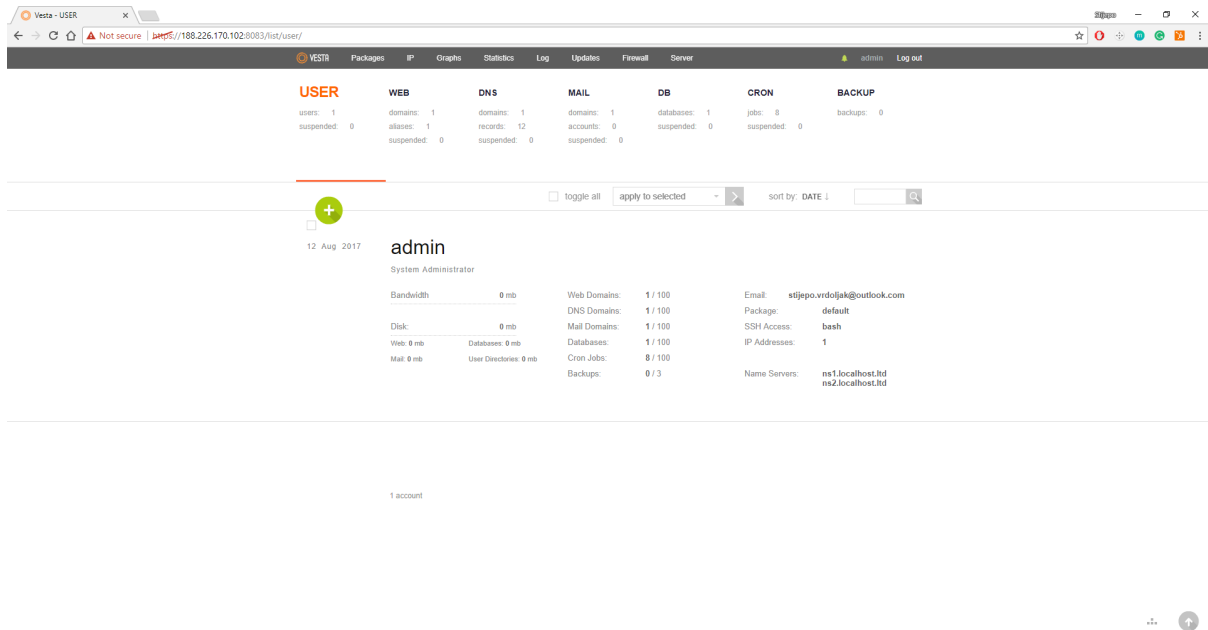 Vesta - USER
Stijepo
Not secure | https://188.226.170.102:8083/list/user/
VESTA Packages IP Graphs Statistics Log Updates Firewall Server admin Log out
USER WEB DNS MAIL DB CRON BACKUP
users: 1 domains: 1 domains: 1 domains: 1 databases: 1 jobs: 8 backups: 0
suspended: 0 aliases: 1 records: 12 accounts: 0 suspended: 0 suspended: 0
suspended: 0 suspended: 0 suspended: 0
toggle all apply to selected sort by: DATE ↓
12 Aug 2017 admin
System Administrator
Bandwidth 0 mb Web Domains: 1 / 100 Email: stijepo.vrdoljak@outlook.com
DNS Domains: 1 / 100 Package: default
Disk: 0 mb Mail Domains: 1 / 100 SSH Access: bash
Web: 0 mb Databases: 0 mb Databases: 1 / 100 IP Addresses: 1
Mail: 0 mb User Directories: 0 mb Cron Jobs: 8 / 100
Backups: 0 / 3 Name Servers: ns1.localhost.ltd
ns2.localhost.ltd
1 account